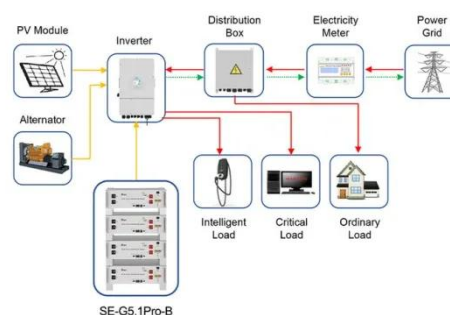 PV Module
Inverter
Distribution
Box
Electricity
Meter
Power
Grid
Alternator
Intelligent
Load
Critical
Load
Ordinary
Load
SE-G5.1Pro-B